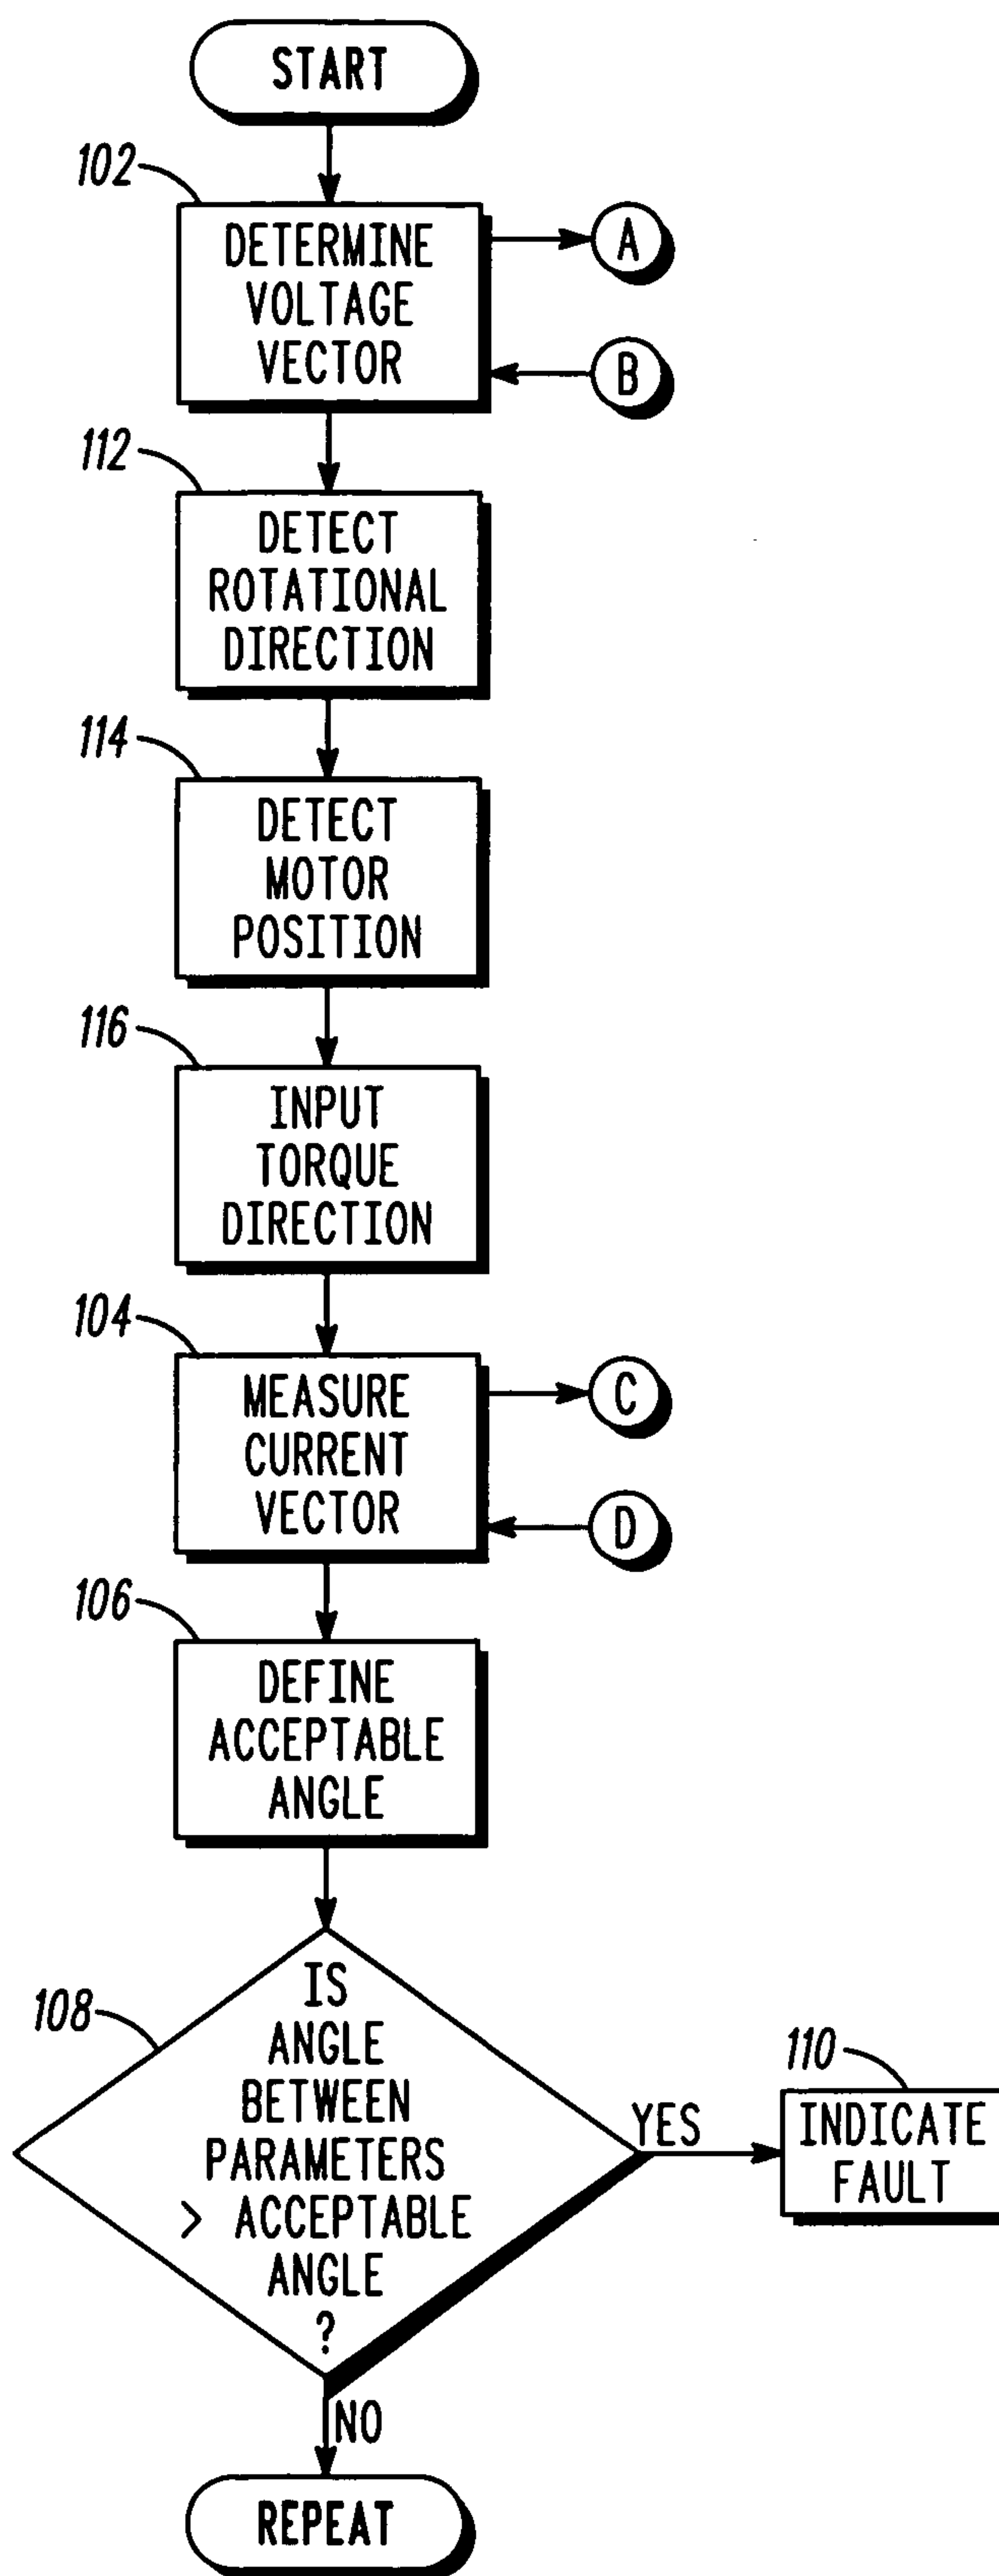 START
102
DETERMINE
VOLTAGE
VECTOR
A
B
112
DETECT
ROTATIONAL
DIRECTION
114
DETECT
MOTOR
POSITION
116
INPUT
TORQUE
DIRECTION
104
MEASURE
CURRENT
VECTOR
C
D
106
DEFINE
ACCEPTABLE
ANGLE
108
IS
ANGLE
BETWEEN
PARAMETERS
> ACCEPTABLE
ANGLE
?
YES
110
INDICATE
FAULT
NO
REPEAT